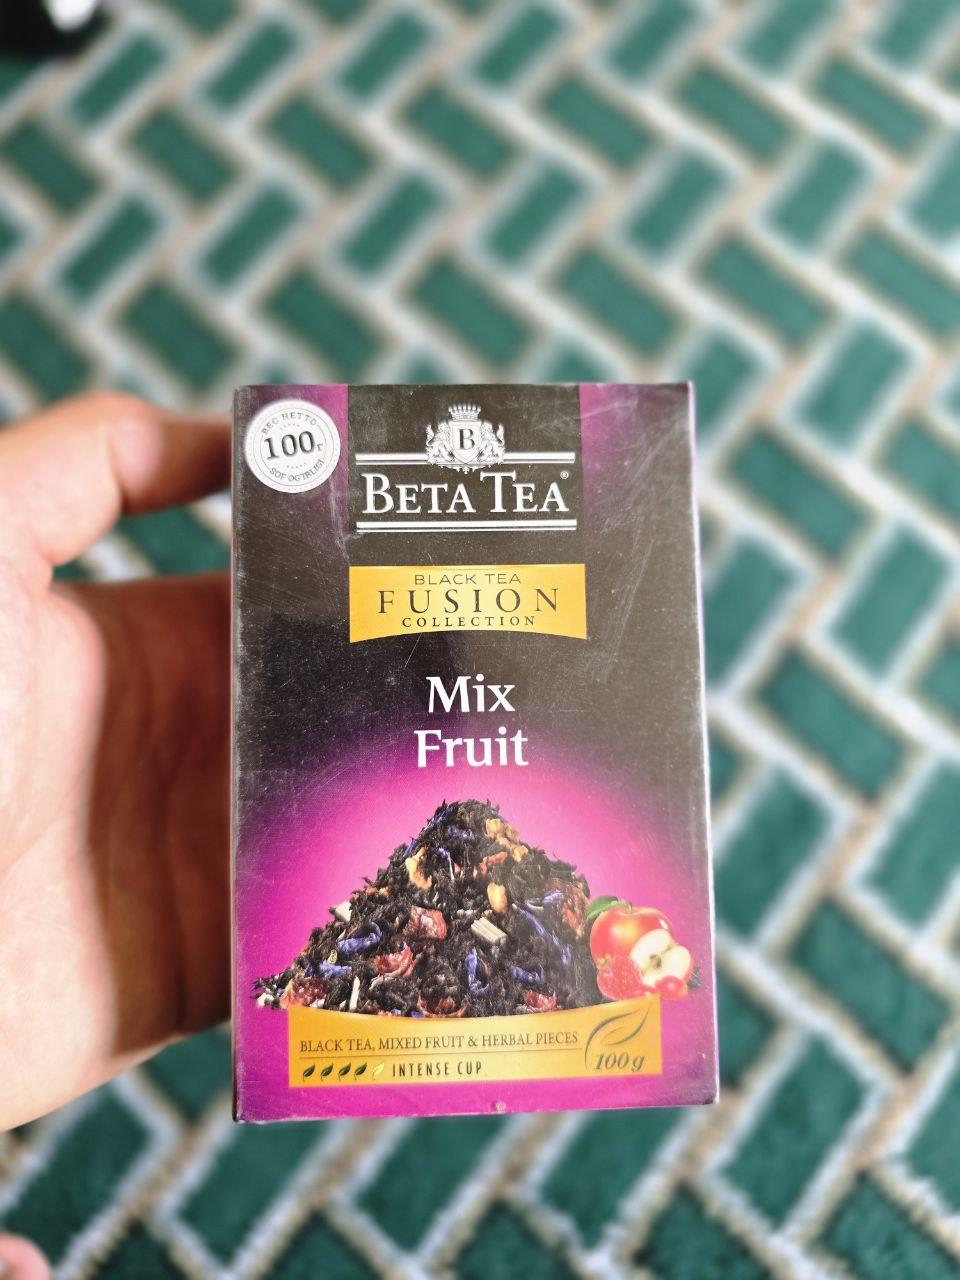 ВЕС НЕТТО
100г
SOF OG'IRLIGI
B
BETA TEA®
BLACK TEA
FUSION
COLLECTION
Mix
Fruit
BLACK TEA, MIXED FRUIT & HERBAL PIECES
INTENSE CUP
100 g